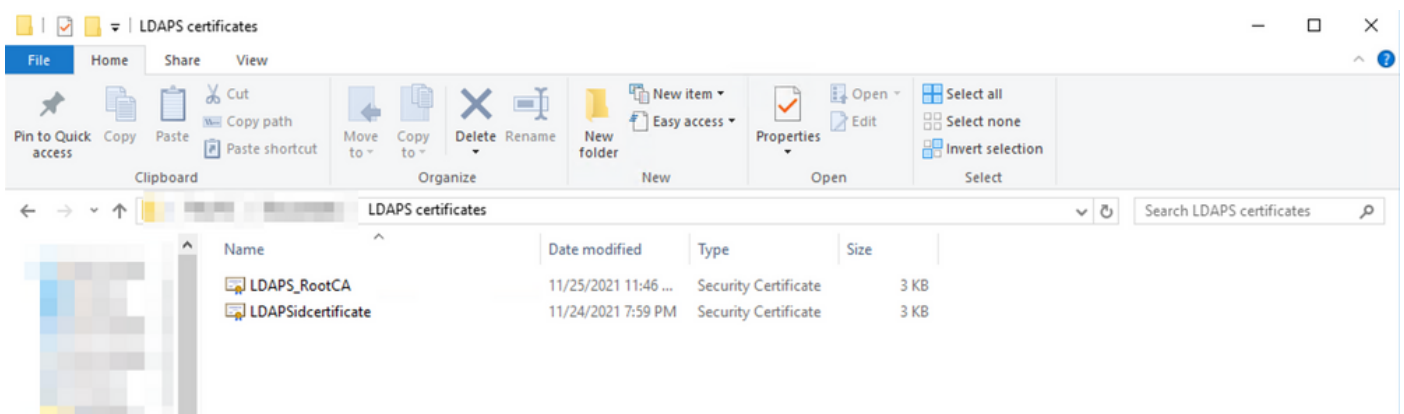 LDAPS certificates
File Home Share View
Pin to Quick access
Copy
Paste
Cut
Copy path
Paste shortcut
Clipboard
Move to
Copy to
Delete
Rename
Organize
New folder
New item
Easy access
New
Properties
Open
Edit
Open
Select all
Select none
Invert selection
Select
LDAPS certificates
Search LDAPS certificates
Name Date modified Type Size
LDAPS_RootCA 11/25/2021 11:46 ... Security Certificate 3 KB
LDAPSidcertificate 11/24/2021 7:59 PM Security Certificate 3 KB